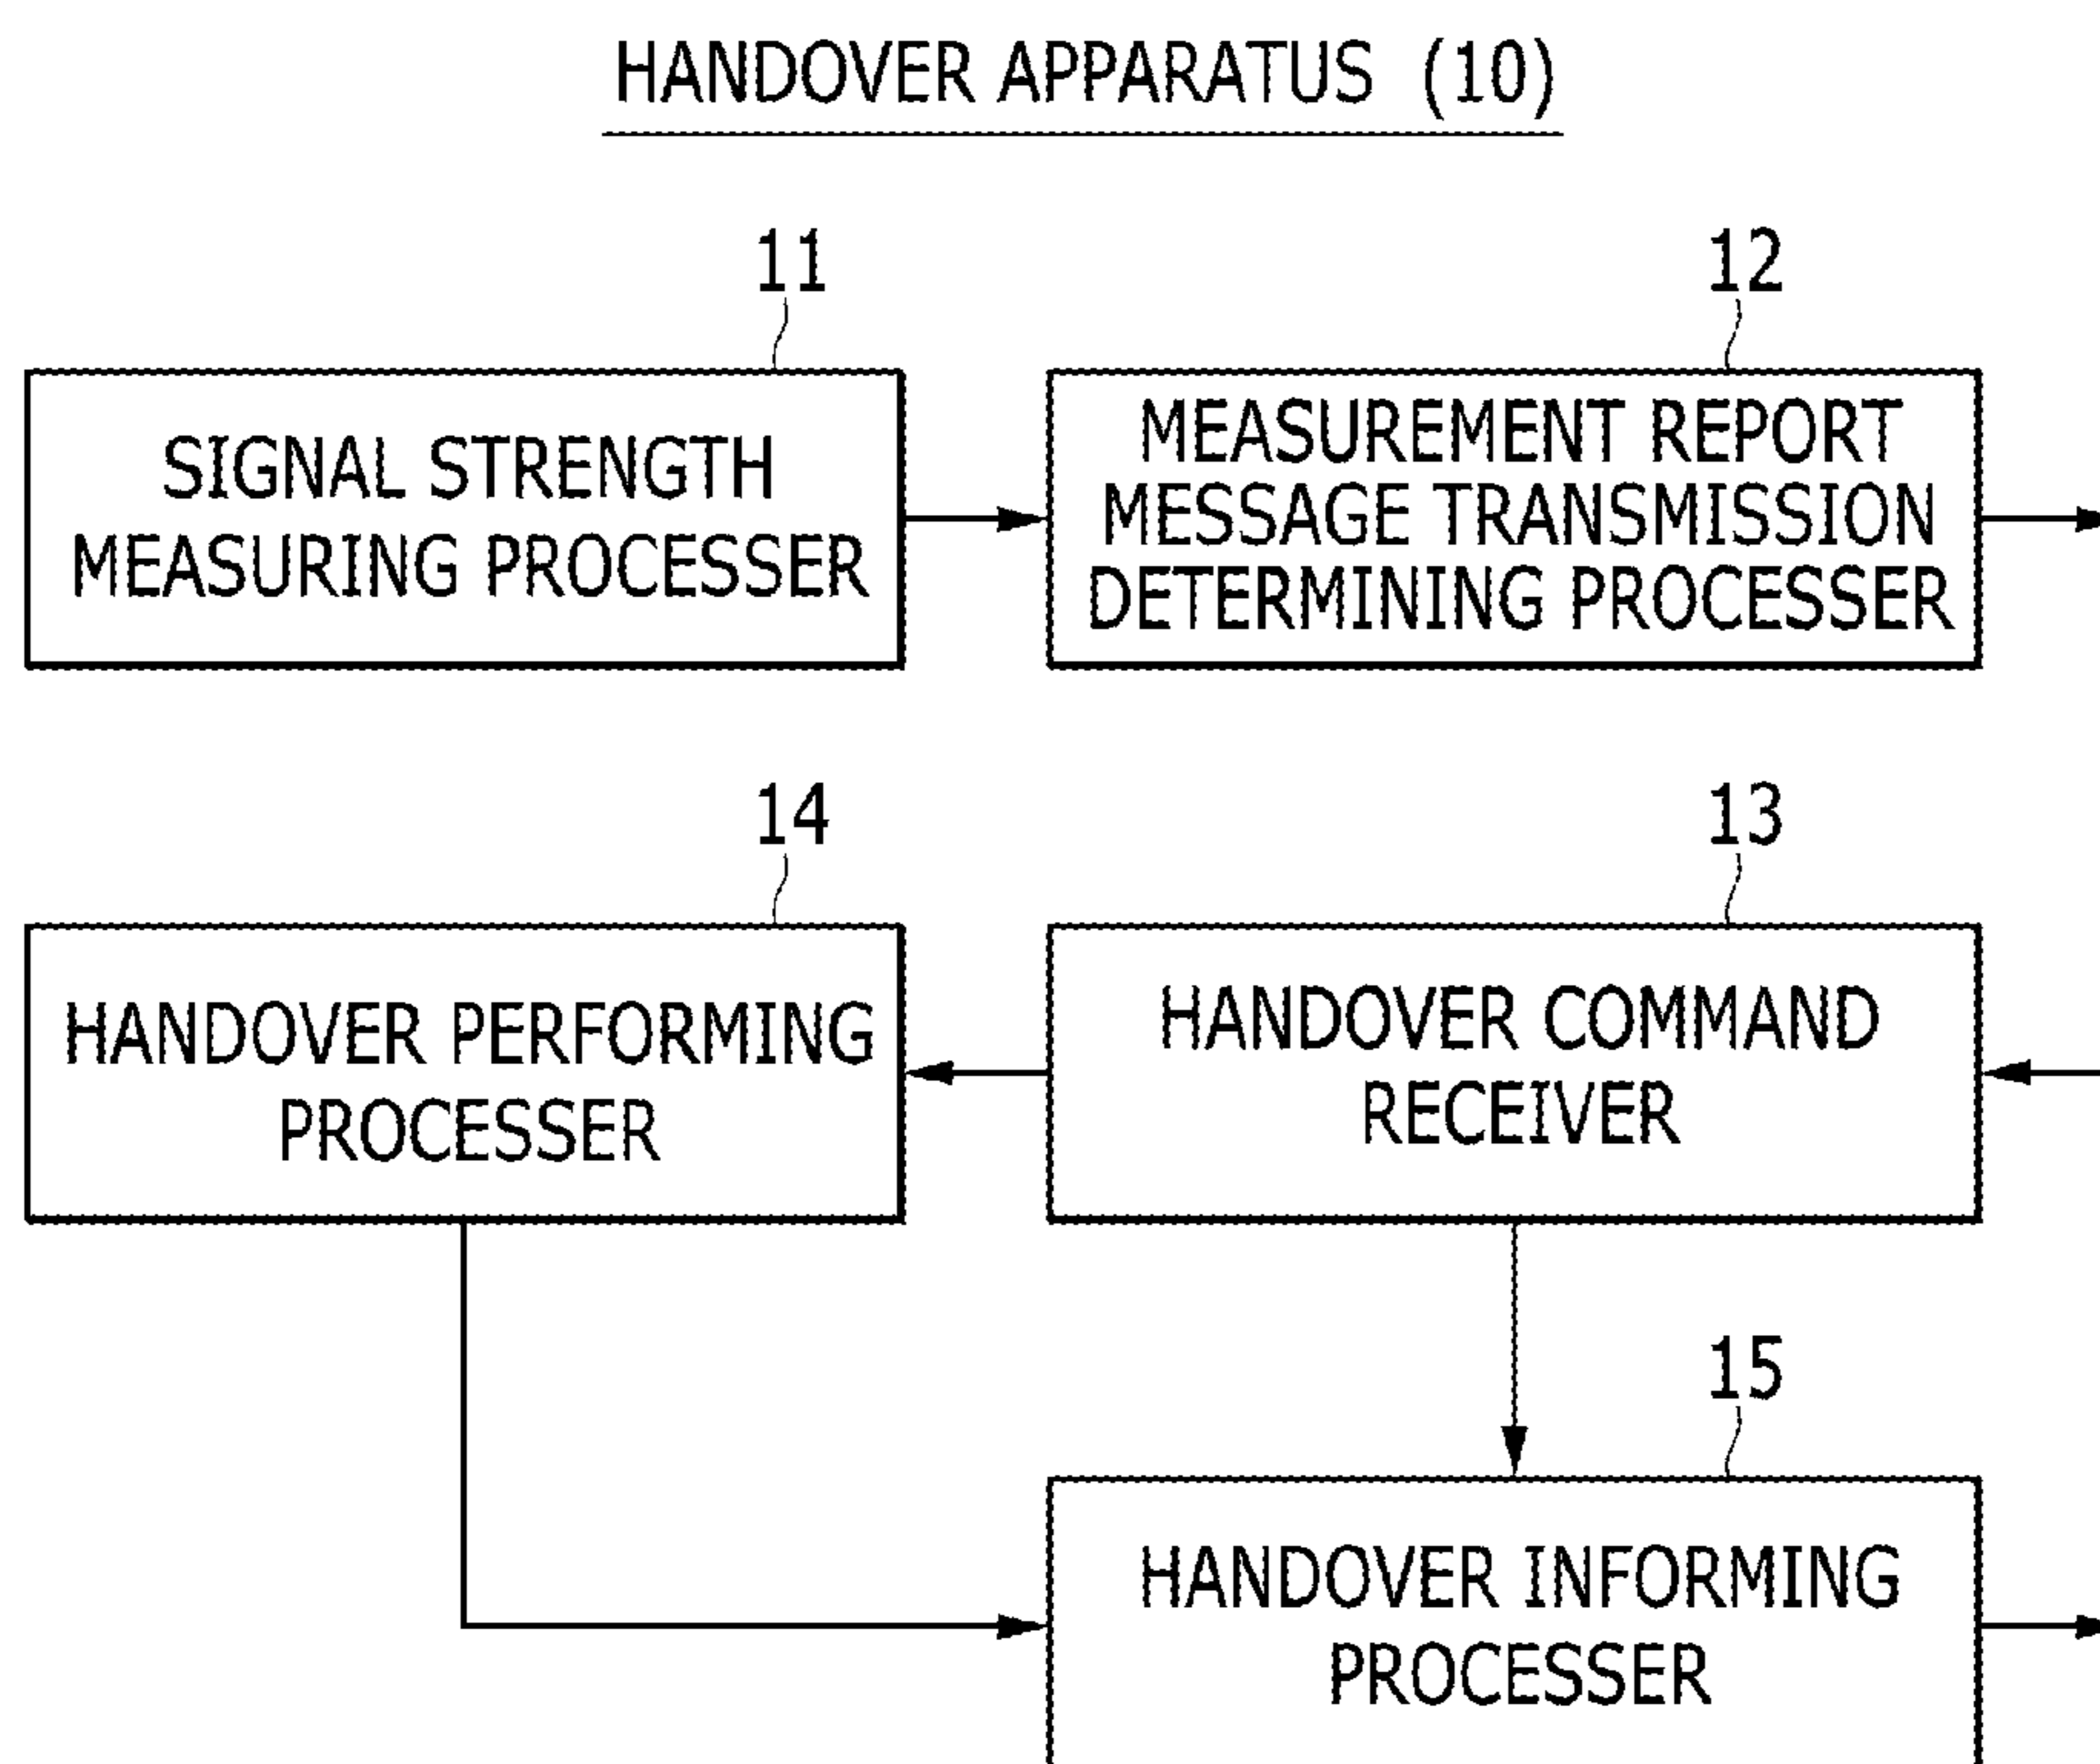 HANDOVER APPARATUS (10)
11
12
SIGNAL STRENGTH
MEASURING PROCESSER
MEASUREMENT REPORT
MESSAGE TRANSMISSION
DETERMINING PROCESSER
14
13
HANDOVER PERFORMING
PROCESSER
HANDOVER COMMAND
RECEIVER
15
HANDOVER INFORMING
PROCESSER